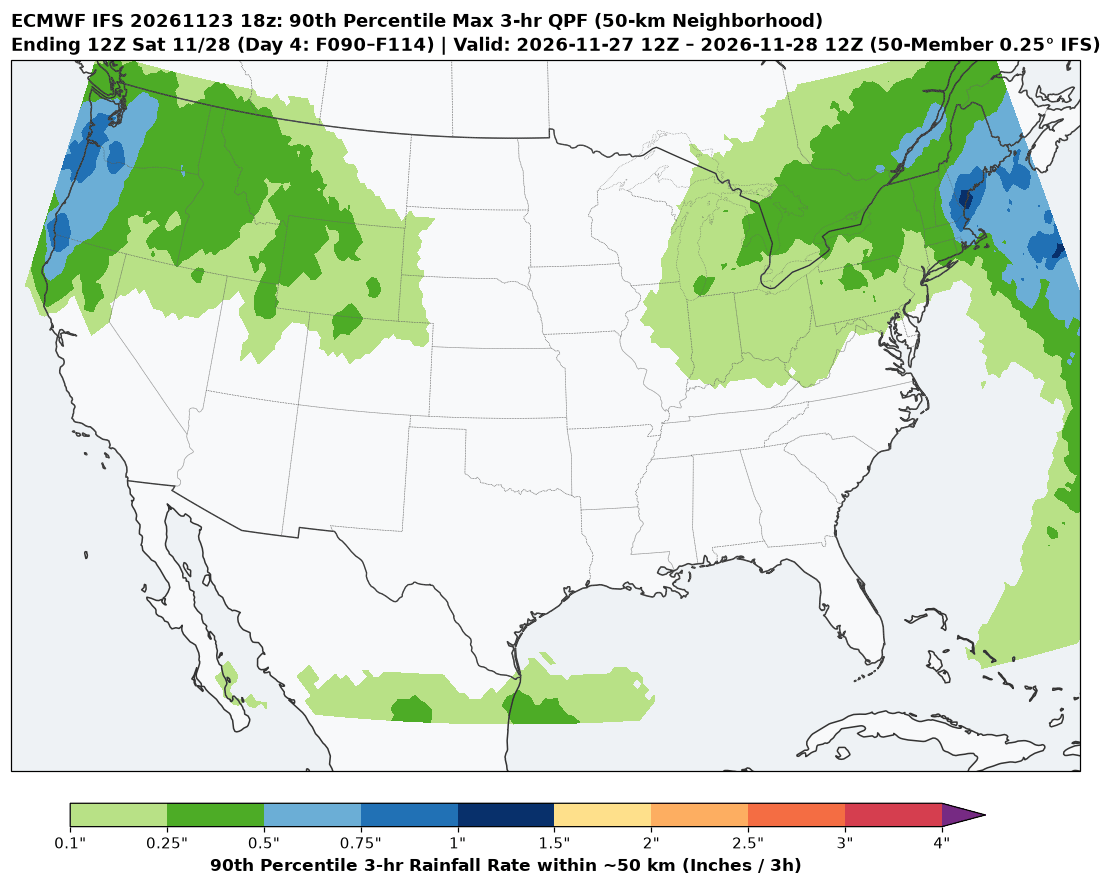 ECMWF IFS 20261123 18z: 90th Percentile Max 3-hr QPF (50-km Neighborhood)
Ending 12Z Sat 11/28 (Day 4: F090–F114) | Valid: 2026-11-27 12Z – 2026-11-28 12Z (50-Member 0.25° IFS)
0.1" 0.25" 0.5" 0.75" 1" 1.5" 2" 2.5" 3" 4"
90th Percentile 3-hr Rainfall Rate within ~50 km (Inches / 3h)